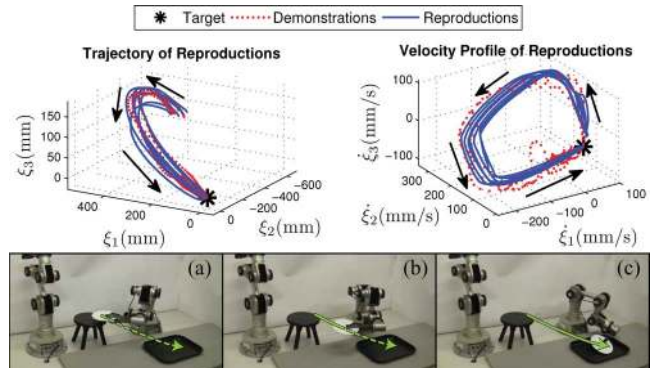 Target Demonstrations Reproductions
Trajectory of Reproductions
Velocity Profile of Reproductions
ξ₃(mm)
150
100
50
0
400
200
0
ξ₁(mm)
0
−200
−400
−600
ξ₂(mm)
ξ̇₃(mm/s)
100
0
-100
300
200
100
0
ξ̇₂(mm/s)
-200
-100
0
100
ξ̇₁(mm/s)
(a)
(b)
(c)